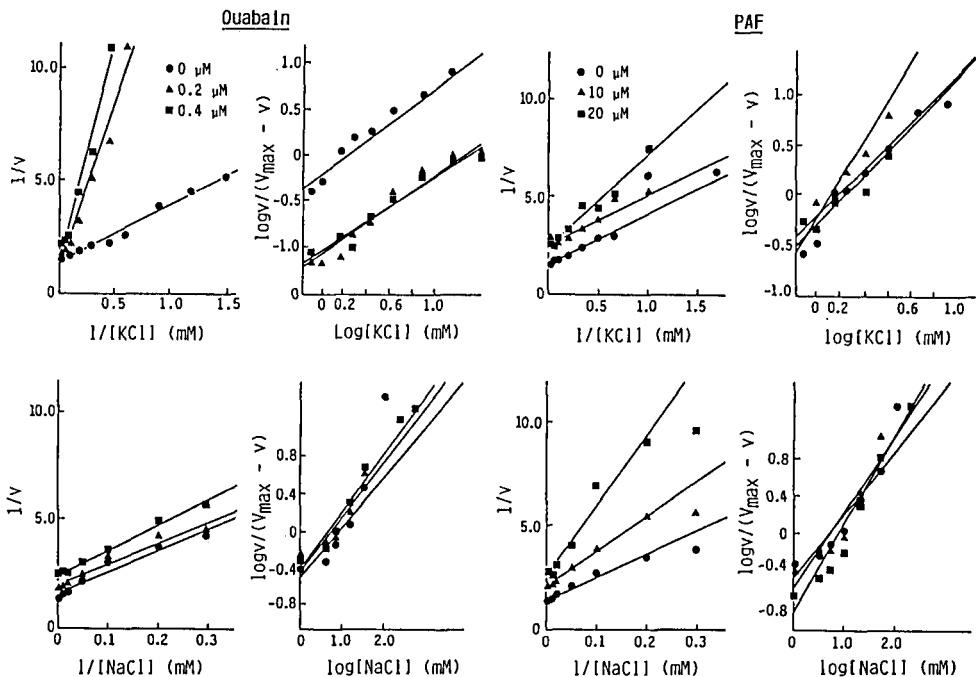 Ouabain
PAF
10.0
5.0
0
1/v
0 0.5 1.0 1.5
1/[KCl] (mM)
● 0 μM
▲ 0.2 μM
■ 0.4 μM
1.0
0.5
0
-1.0
0
logv/(Vmax - v)
0 0.2 1.0
Log[KCl] (mM)
10.0
5.0
0
1/v
0 0.5 1.0 1.5
1/[KCl] (mM)
● 0 μM
▲ 10 μM
■ 20 μM
1.0
0.5
0
-0.5
-1.0
logv/(Vmax - v)
0 0.2 1.0
log[KCl] (mM)
10.0
5.0
0
1/v
0 0.1 0.2 0.3
1/[NaCl] (mM)
0.8
0.4
0
-0.4
-0.8
logv/(Vmax - v)
0 1.0 2.0
log[NaCl] (mM)
10.0
5.0
0
1/v
0 0.1 0.2 0.3
1/[NaCl] (mM)
0.8
0.4
0
-0.4
-0.8
logv/(Vmax - v)
0 1.0 2.0
log[NaCl] (mM)